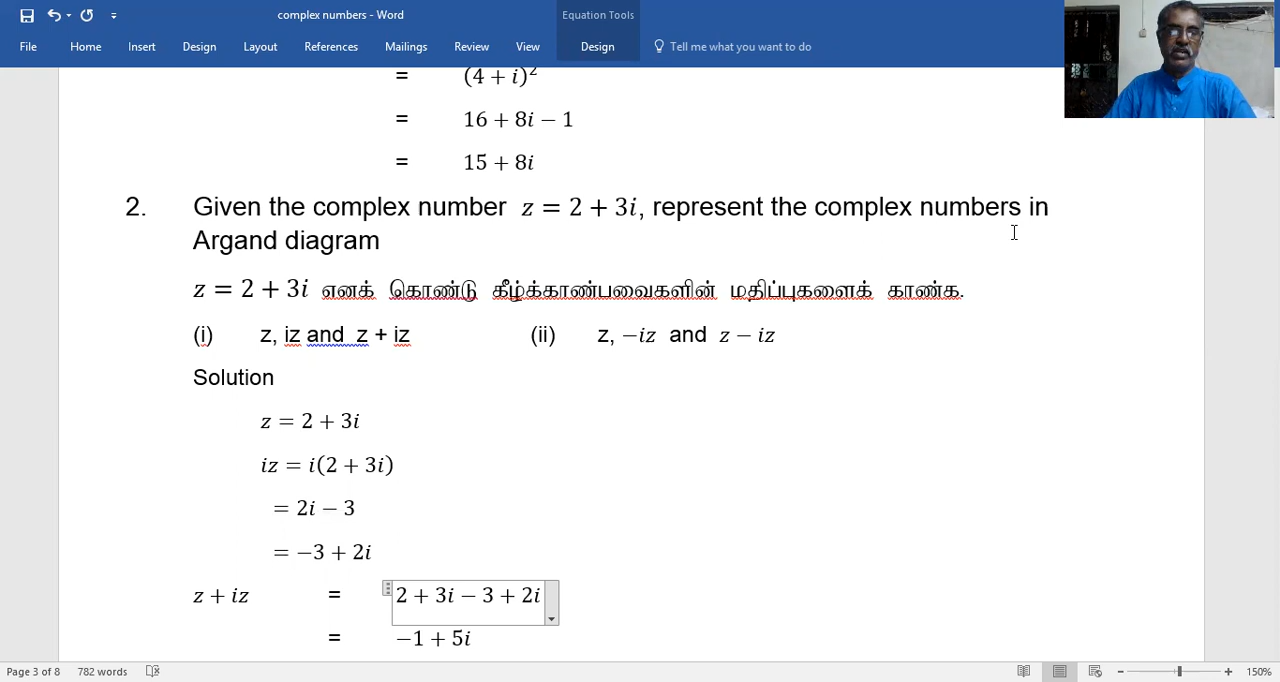 complex numbers - Word
Equation Tools
File Home Insert Design Layout References Mailings Review View Design Tell me what you want to do
= (4 + i)²
= 16 + 8i − 1
= 15 + 8i
2. Given the complex number z = 2 + 3i, represent the complex numbers in
Argand diagram
z = 2 + 3i எனக் கொண்டு கீழ்க்காண்பவைகளின் மதிப்புகளைக் காண்க.
(i) z, iz and z + iz (ii) z, −iz and z − iz
Solution
z = 2 + 3i
iz = i(2 + 3i)
= 2i − 3
= −3 + 2i
z + iz = 2 + 3i − 3 + 2i
= −1 + 5i
Page 3 of 8 782 words 150%